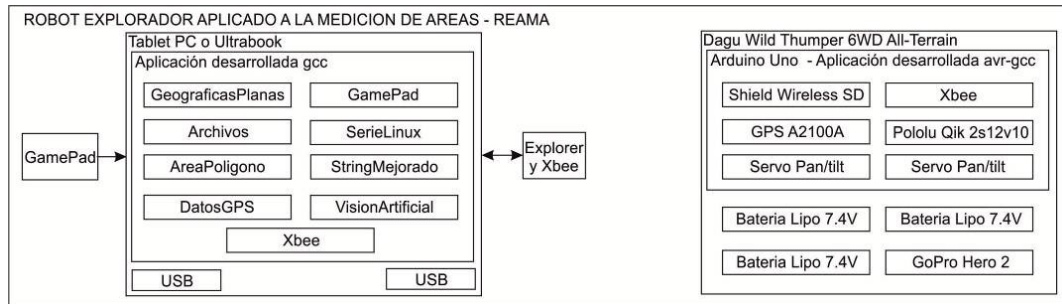 ROBOT EXPLORADOR APLICADO A LA MEDICION DE AREAS - REAMA
Tablet PC o Ultrabook
Aplicación desarrollada gcc
GeograficasPlanas
GamePad
Archivos
SerieLinux
AreaPoligono
StringMejorado
DatosGPS
VisionArtificial
Xbee
USB
USB
GamePad
Explorer
y Xbee
Dagu Wild Thumper 6WD All-Terrain
Arduino Uno - Aplicación desarrollada avr-gcc
Shield Wireless SD
Xbee
GPS A2100A
Pololu Qik 2s12v10
Servo Pan/tilt
Servo Pan/tilt
Bateria Lipo 7.4V
Bateria Lipo 7.4V
Bateria Lipo 7.4V
GoPro Hero 2